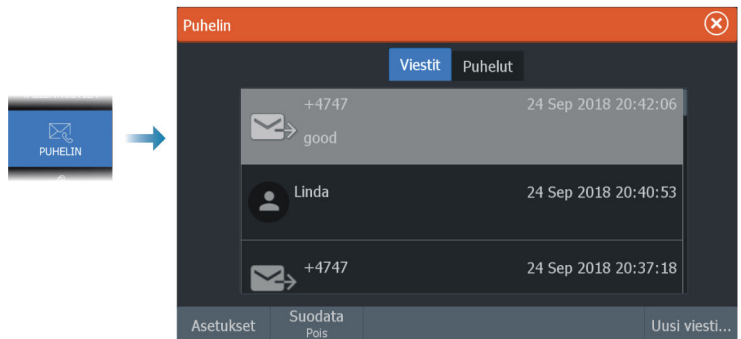 PUHELIN
Puhelin
Viestit Puhelut
+4747 24 Sep 2018 20:42:06
good
Linda 24 Sep 2018 20:40:53
+4747 24 Sep 2018 20:37:18
Asetukset Suodata Uusi viesti...
Pois